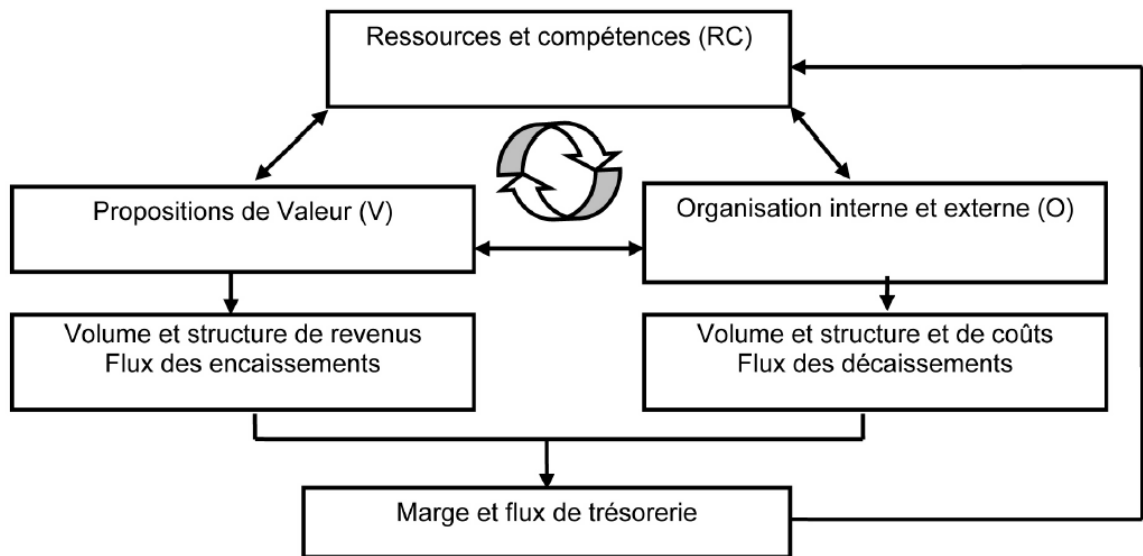 Ressources et compétences (RC)
Propositions de Valeur (V)
Organisation interne et externe (O)
Volume et structure de revenus
Flux des encaissements
Volume et structure et de coûts
Flux des décaissements
Marge et flux de trésorerie